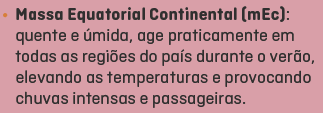 • Massa Equatorial Continental (mEc):
quente e úmida, age praticamente em
todas as regiões do país durante o verão,
elevando as temperaturas e provocando
chuvas intensas e passageiras.